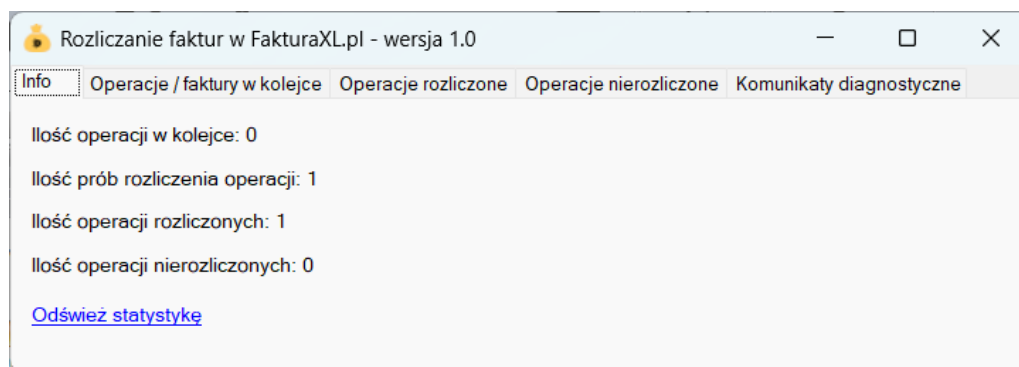 Rozliczanie faktur w FakturaXL.pl - wersja 1.0
Info Operacje / faktury w kolejce Operacje rozliczone Operacje nierozliczone Komunikaty diagnostyczne
Ilość operacji w kolejce: 0
Ilość prób rozliczenia operacji: 1
Ilość operacji rozliczonych: 1
Ilość operacji nierozliczonych: 0
Odśwież statystykę